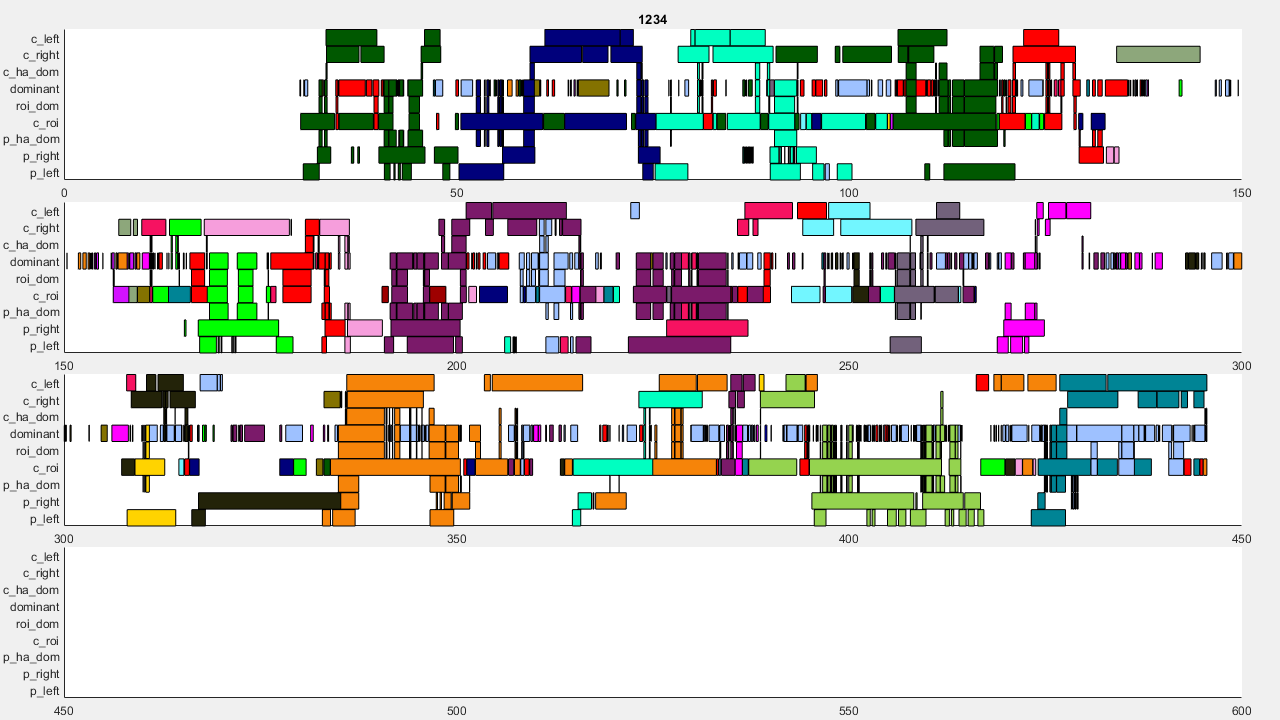 1234
c_left
c_right
c_ha_dom
dominant
roi_dom
c_roi
p_ha_dom
p_right
p_left
0 50 100 150
c_left
c_right
c_ha_dom
dominant
roi_dom
c_roi
p_ha_dom
p_right
p_left
150 200 250 300
c_left
c_right
c_ha_dom
dominant
roi_dom
c_roi
p_ha_dom
p_right
p_left
300 350 400 450
c_left
c_right
c_ha_dom
dominant
roi_dom
c_roi
p_ha_dom
p_right
p_left
450 500 550 600